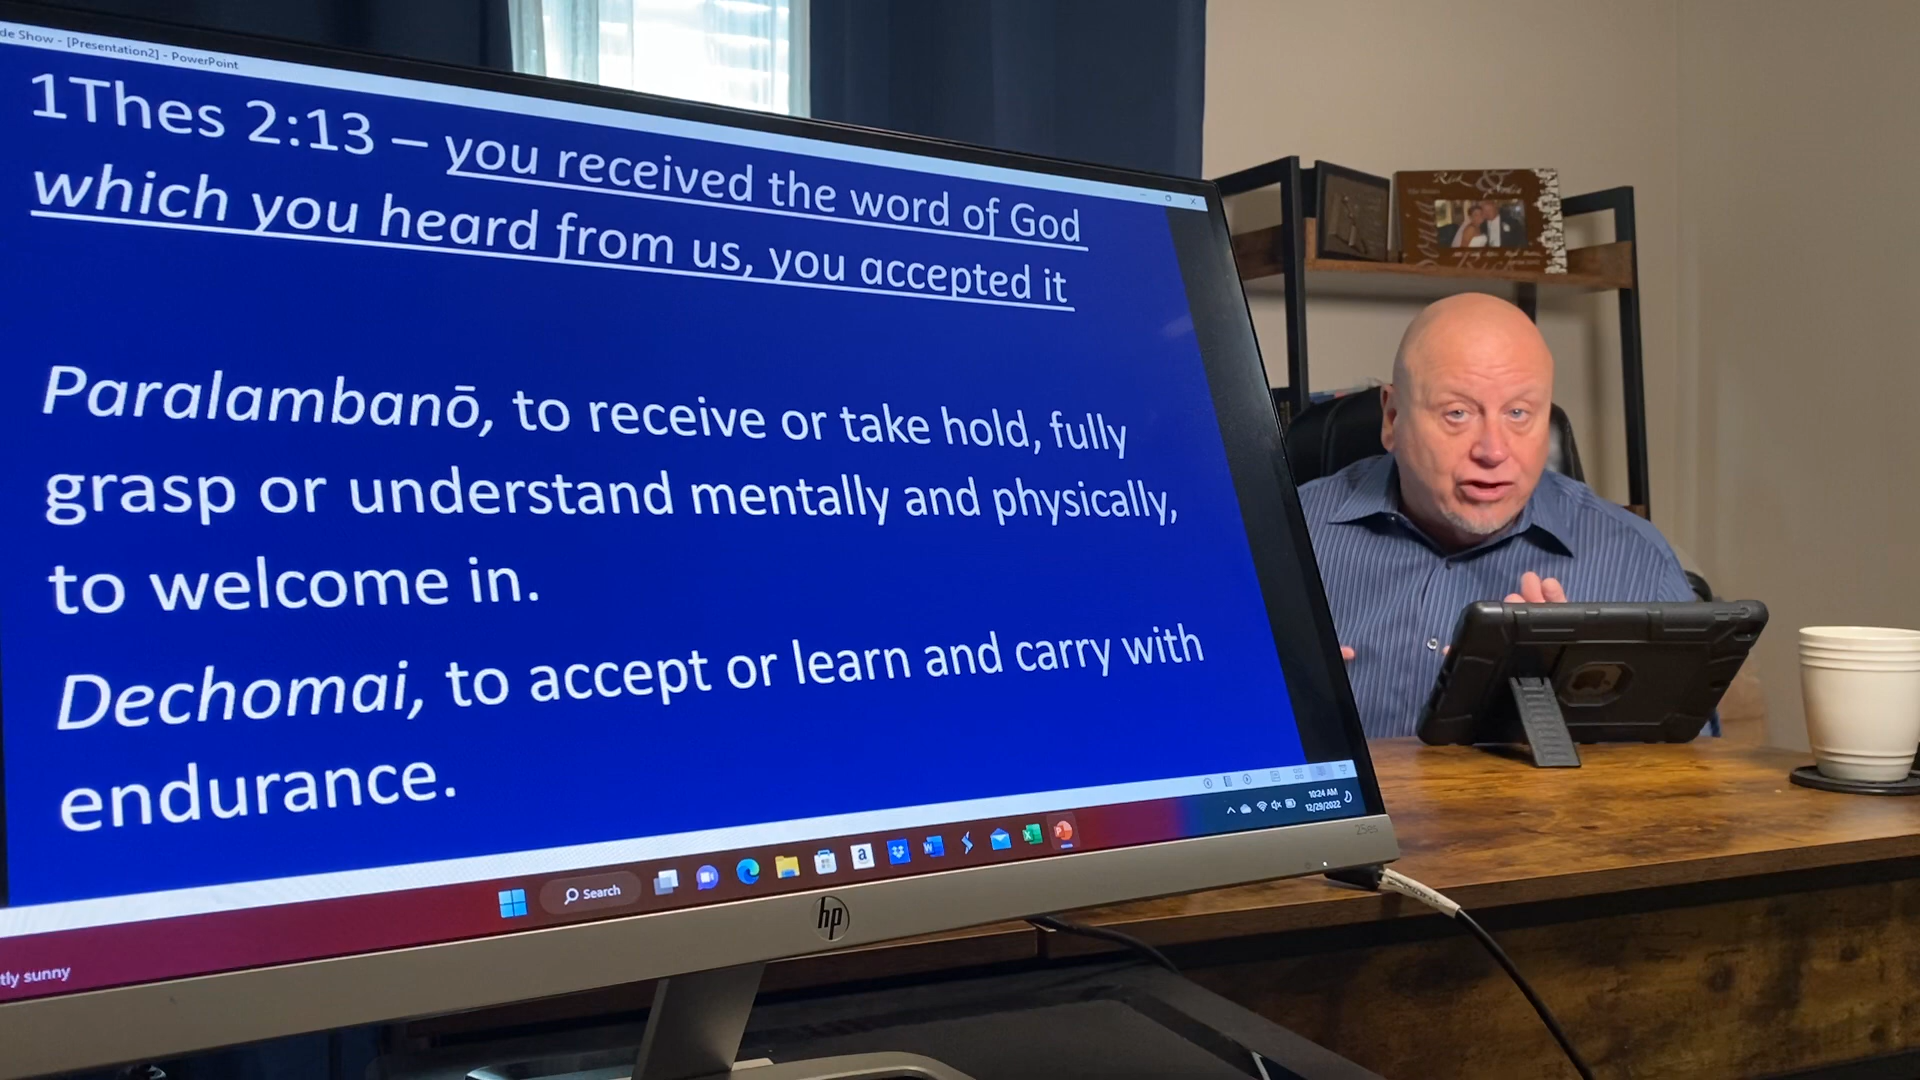 de Show - [Presentation2] - PowerPoint
1Thes 2:13 – you received the word of God
which you heard from us, you accepted it
Paralambanō, to receive or take hold, fully
grasp or understand mentally and physically,
to welcome in.
Dechomai, to accept or learn and carry with
endurance.
10:24 AM
12/29/2022
Search
a
hp
25es
tly sunny